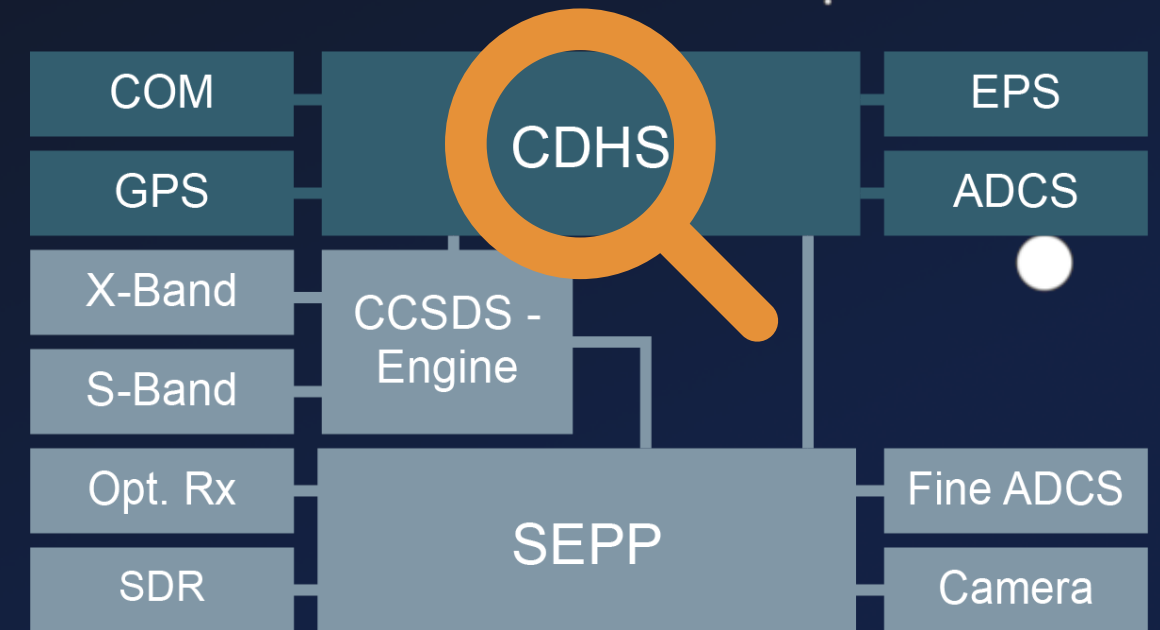 COM
CDHS
EPS
GPS
ADCS
X-Band
CCSDS -
Engine
S-Band
Opt. Rx
SEPP
Fine ADCS
SDR
Camera